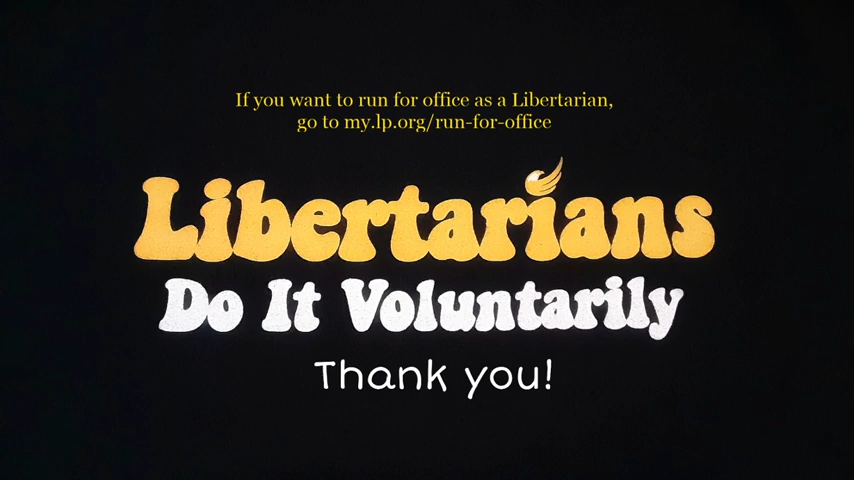 If you want to run for office as a Libertarian,
go to my.lp.org/run-for-office
Libertarians
Do It Voluntarily
Thank you!